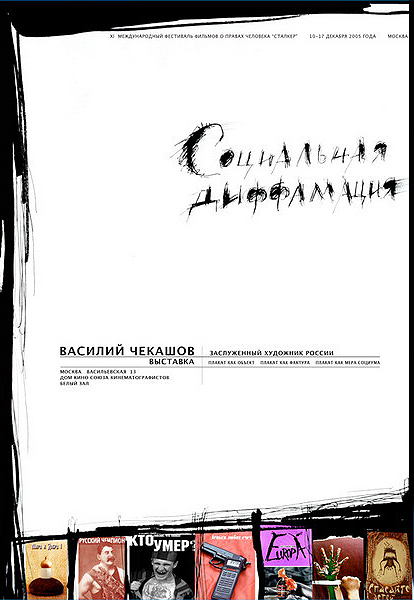 XI МЕЖДУНАРОДНЫЙ ФЕСТИВАЛЬ ФИЛЬМОВ О ПРАВАХ ЧЕЛОВЕКА "СТАЛКЕР" 10-17 ДЕКАБРЯ 2005 ГОДА МОСКВА
Социальная
диффамация
ВАСИЛИЙ ЧЕКАШОВ ЗАСЛУЖЕННЫЙ ХУДОЖНИК РОССИИ
ВЫСТАВКА ПЛАКАТ КАК ОБЪЕКТ ПЛАКАТ КАК ФАКТУРА ПЛАКАТ КАК МЕРА СОЦИУМА
МОСКВА ВАСИЛЬЕВСКАЯ 13
ДОМ КИНО СОЮЗА КИНЕМАТОГРАФИСТОВ
БЕЛЫЙ ЗАЛ
РУССКИЙ ЧЕМПИОН
КТО УМЕР?
Спасайте